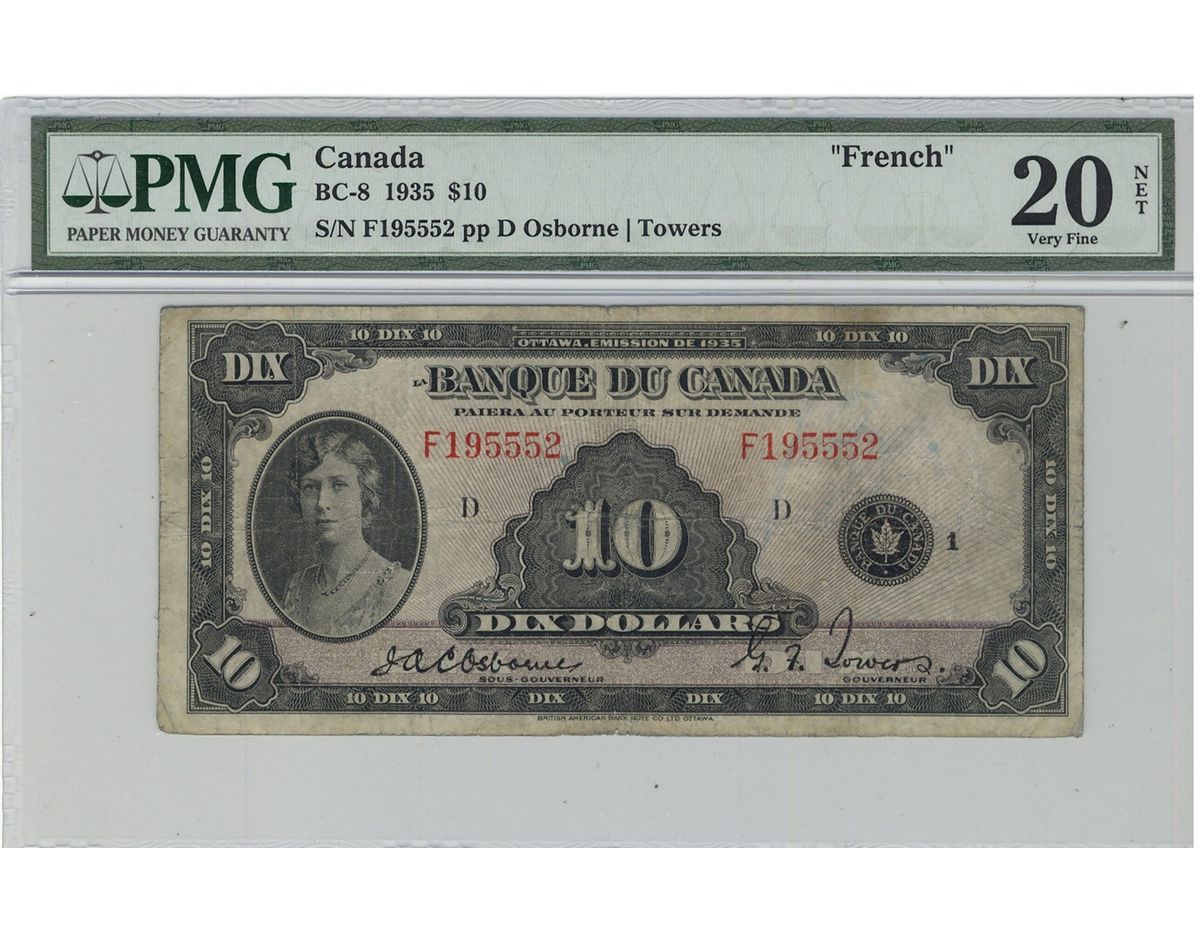 PMG
PAPER MONEY GUARANTY
Canada
BC-8 1935 $10
S/N F195552 pp D Osborne | Towers
"French"
20
NET
Very Fine
10 DIX 10
OTTAWA, EMISSION DE 1935
10 DIX 10
DIX
LA BANQUE DU CANADA
DIX
PAIERA AU PORTEUR SUR DEMANDE
F195552
F195552
10 DIX 10
D
10
D
BANQUE DU CANADA
1
10 DIX 10
DIX DOLLARS
10
J A C Osborne
SOUS-GOUVERNEUR
G. F. Towers.
GOUVERNEUR
10
10 DIX 10
DIX
DIX
10 DIX 10
BRITISH AMERICAN BANK NOTE CO LTD OTTAWA